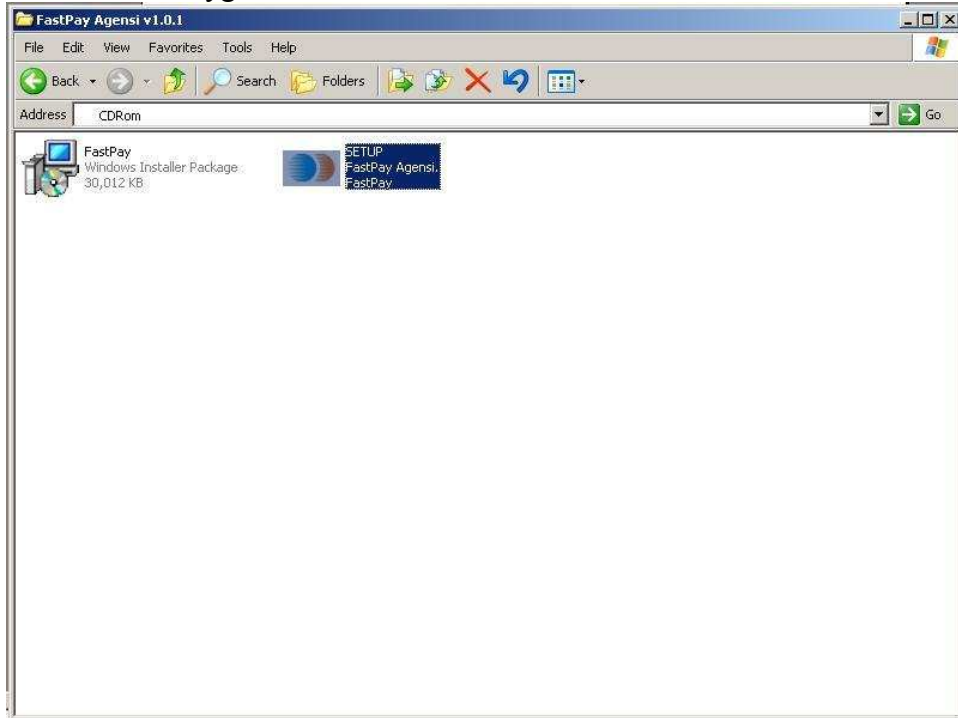 FastPay Agensi v1.0.1
File Edit View Favorites Tools Help
Back Search Folders
Address CDRom Go
FastPay
Windows Installer Package
30,012 KB
SETUP
FastPay Agensi.
FastPay